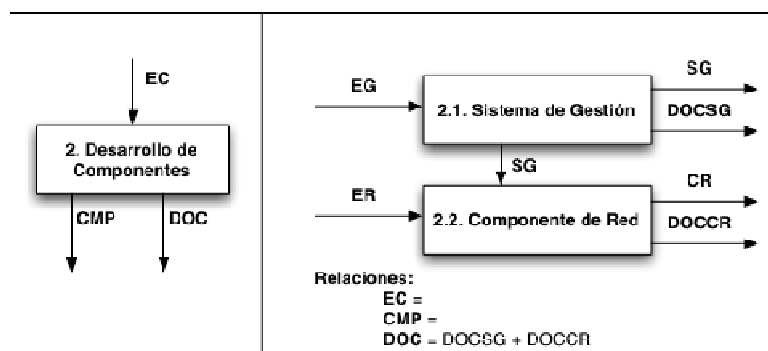 EC
2. Desarrollo de
Componentes
CMP
DOC
EG
2.1. Sistema de Gestión
SG
DOCSG
SG
ER
2.2. Componente de Red
CR
DOCCR
Relaciones:
EC =
CMP =
DOC = DOCSG + DOCCR